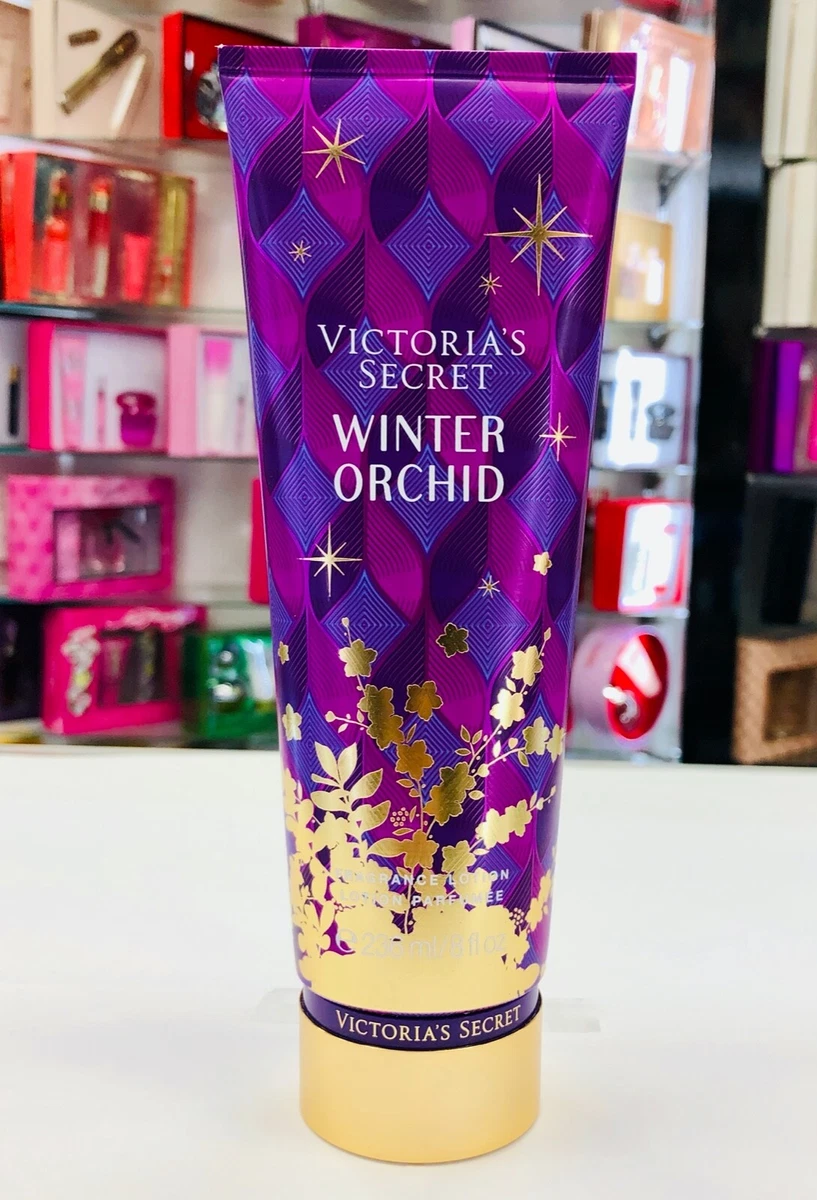 VICTORIA'S
SECRET
WINTER
ORCHID
FRAGRANCE LOTION
LOTION PARFUMÉE
e 236 ml/8 fl oz
VICTORIA'S SECRET